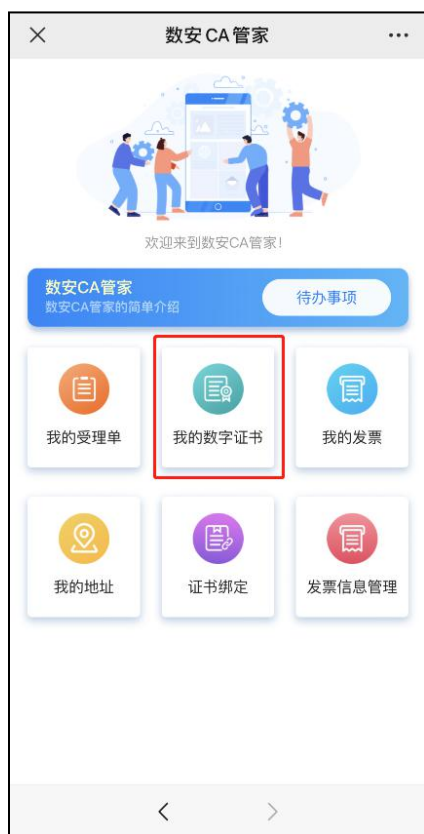 数安CA管家
欢迎来到数安CA管家!
数安CA管家
数安CA管家的简单介绍
待办事项
我的受理单
我的数字证书
我的发票
我的地址
证书绑定
发票信息管理